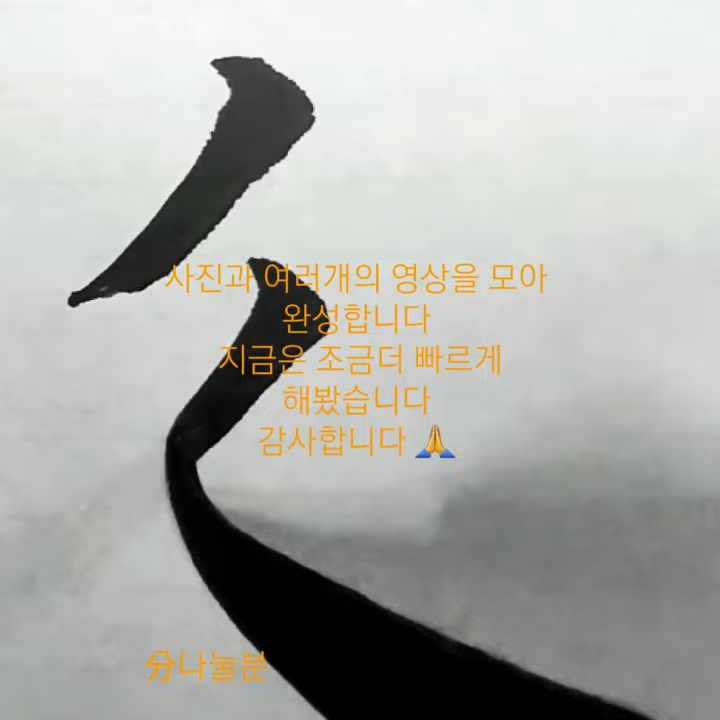 사진과 여러개의 영상을 모아
완성합니다
지금은 조금더 빠르게
해봤습니다
감사합니다 🙏
分나눌분